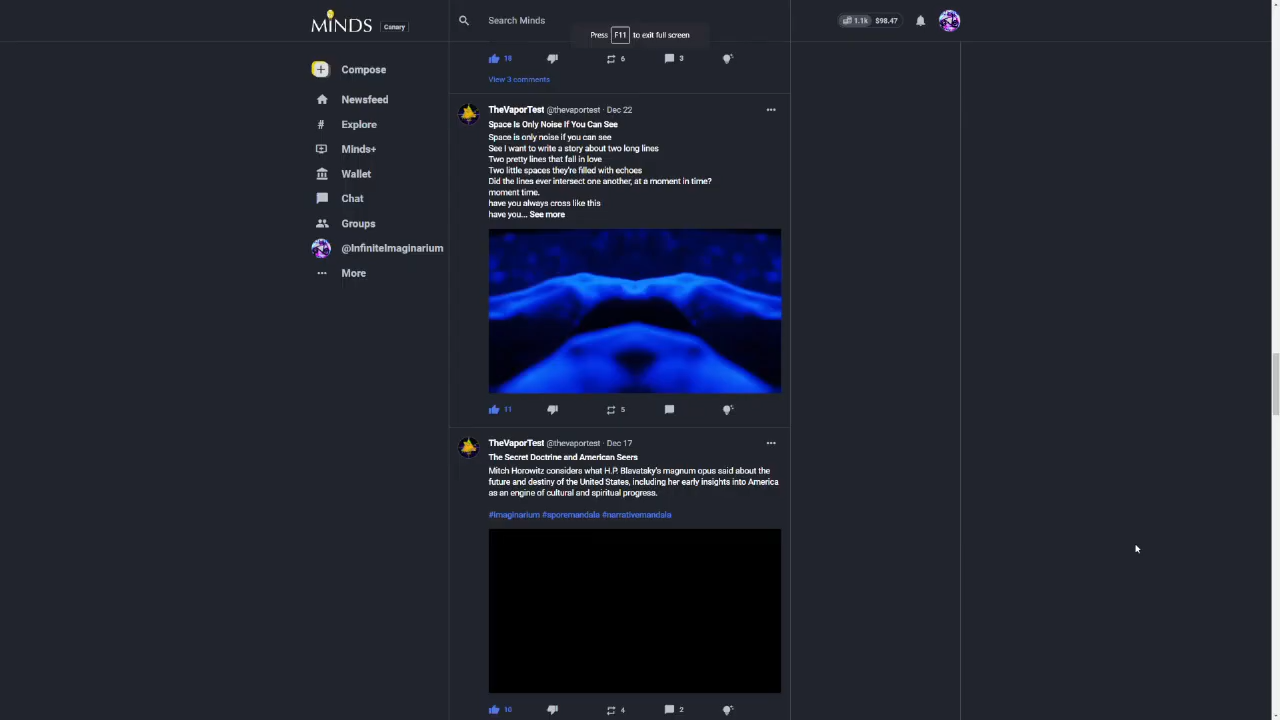 MINDS
Canary
Search Minds
Press F11 to exit full screen
1.1k $98.47
Compose
Newsfeed
# Explore
Minds+
Wallet
Chat
Groups
@InfiniteImaginarium
More
18 6 3
View 3 comments
TheVaporTest @thevaportest · Dec 22
Space Is Only Noise If You Can See
Space is only noise if you can see
See I want to write a story about two long lines
Two pretty lines that fall in love
Two little spaces they're filled with echoes
Did the lines ever intersect one another, at a moment in time?
moment time.
have you always cross like this
have you... See more
11 5
TheVaporTest @thevaportest · Dec 17
The Secret Doctrine and American Seers
Mitch Horowitz considers what H.P. Blavatsky's magnum opus said about the
future and destiny of the United States, including her early insights into America
as an engine of cultural and spiritual progress.
#imaginarium #sporemandala #narrativemandala
10 4 2